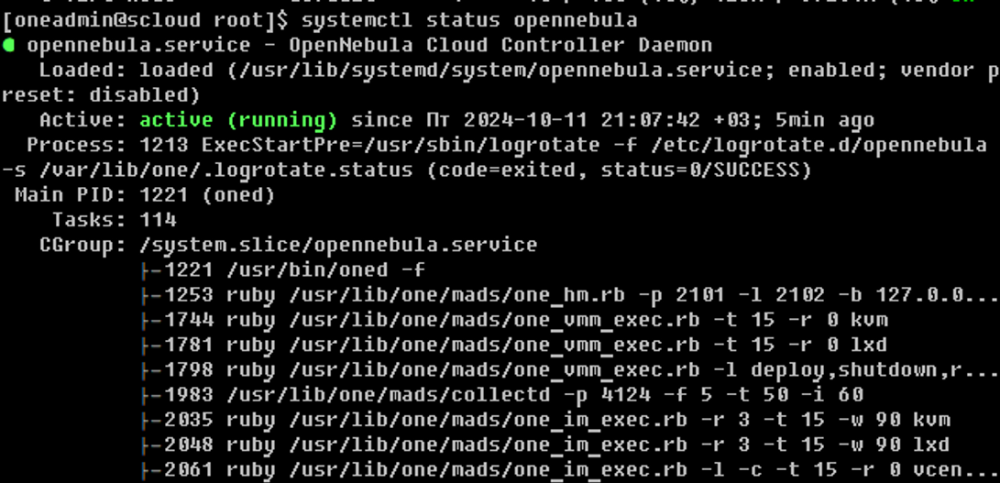 [oneadmin@scloud root]$ systemctl status opennebula
● opennebula.service - OpenNebula Cloud Controller Daemon
   Loaded: loaded (/usr/lib/systemd/system/opennebula.service; enabled; vendor p
reset: disabled)
   Active: active (running) since Пт 2024-10-11 21:07:42 +03; 5min ago
  Process: 1213 ExecStartPre=/usr/sbin/logrotate -f /etc/logrotate.d/opennebula
-s /var/lib/one/.logrotate.status (code=exited, status=0/SUCCESS)
 Main PID: 1221 (oned)
    Tasks: 114
   CGroup: /system.slice/opennebula.service
           ├-1221 /usr/bin/oned -f
           ├-1253 ruby /usr/lib/one/mads/one_hm.rb -p 2101 -l 2102 -b 127.0.0...
           ├-1744 ruby /usr/lib/one/mads/one_vmm_exec.rb -t 15 -r 0 kvm
           ├-1781 ruby /usr/lib/one/mads/one_vmm_exec.rb -t 15 -r 0 lxd
           ├-1798 ruby /usr/lib/one/mads/one_vmm_exec.rb -l deploy,shutdown,r...
           ├-1983 /usr/lib/one/mads/collectd -p 4124 -f 5 -t 50 -i 60
           ├-2035 ruby /usr/lib/one/mads/one_im_exec.rb -r 3 -t 15 -w 90 kvm
           ├-2048 ruby /usr/lib/one/mads/one_im_exec.rb -r 3 -t 15 -w 90 lxd
           ├-2061 ruby /usr/lib/one/mads/one_im_exec.rb -l -c -t 15 -r 0 vcen...